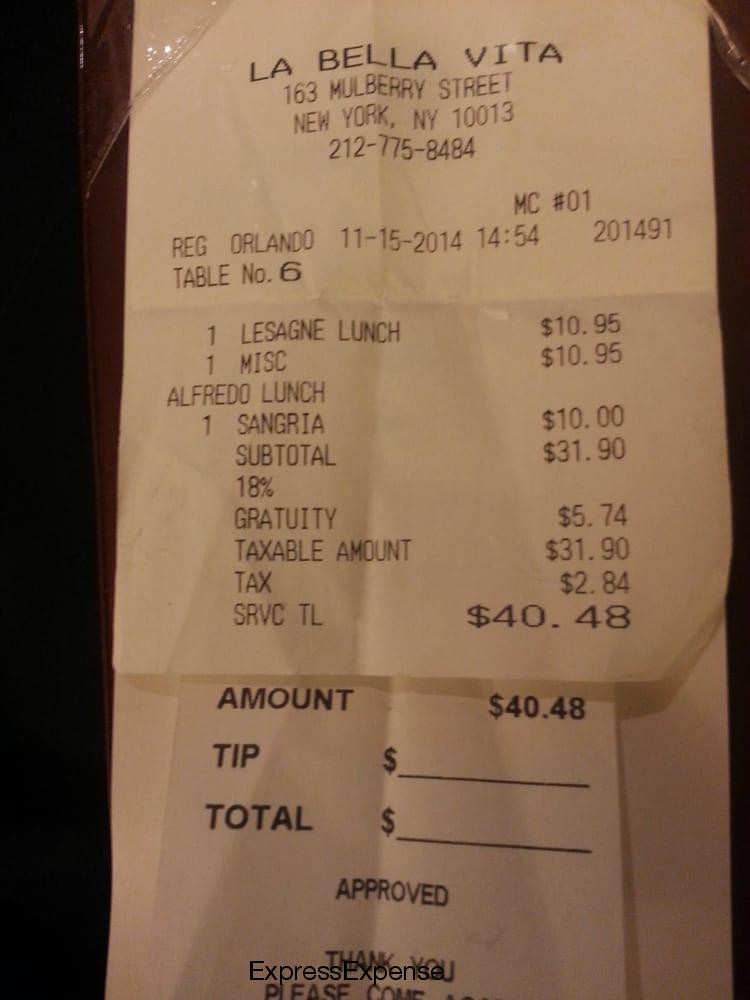 LA BELLA VITA
163 MULBERRY STREET
NEW YORK, NY 10013
212-775-8484
MC #01
REG ORLANDO 11-15-2014 14:54 201491
TABLE No. 6
1 LESAGNE LUNCH $10.95
1 MISC $10.95
ALFREDO LUNCH
1 SANGRIA $10.00
SUBTOTAL $31.90
18%
GRATUITY $5.74
TAXABLE AMOUNT $31.90
TAX $2.84
SRVC TL $40.48
AMOUNT $40.48
TIP $
TOTAL $
APPROVED
THANK YOU
ExpressExpense
PLEASE COME